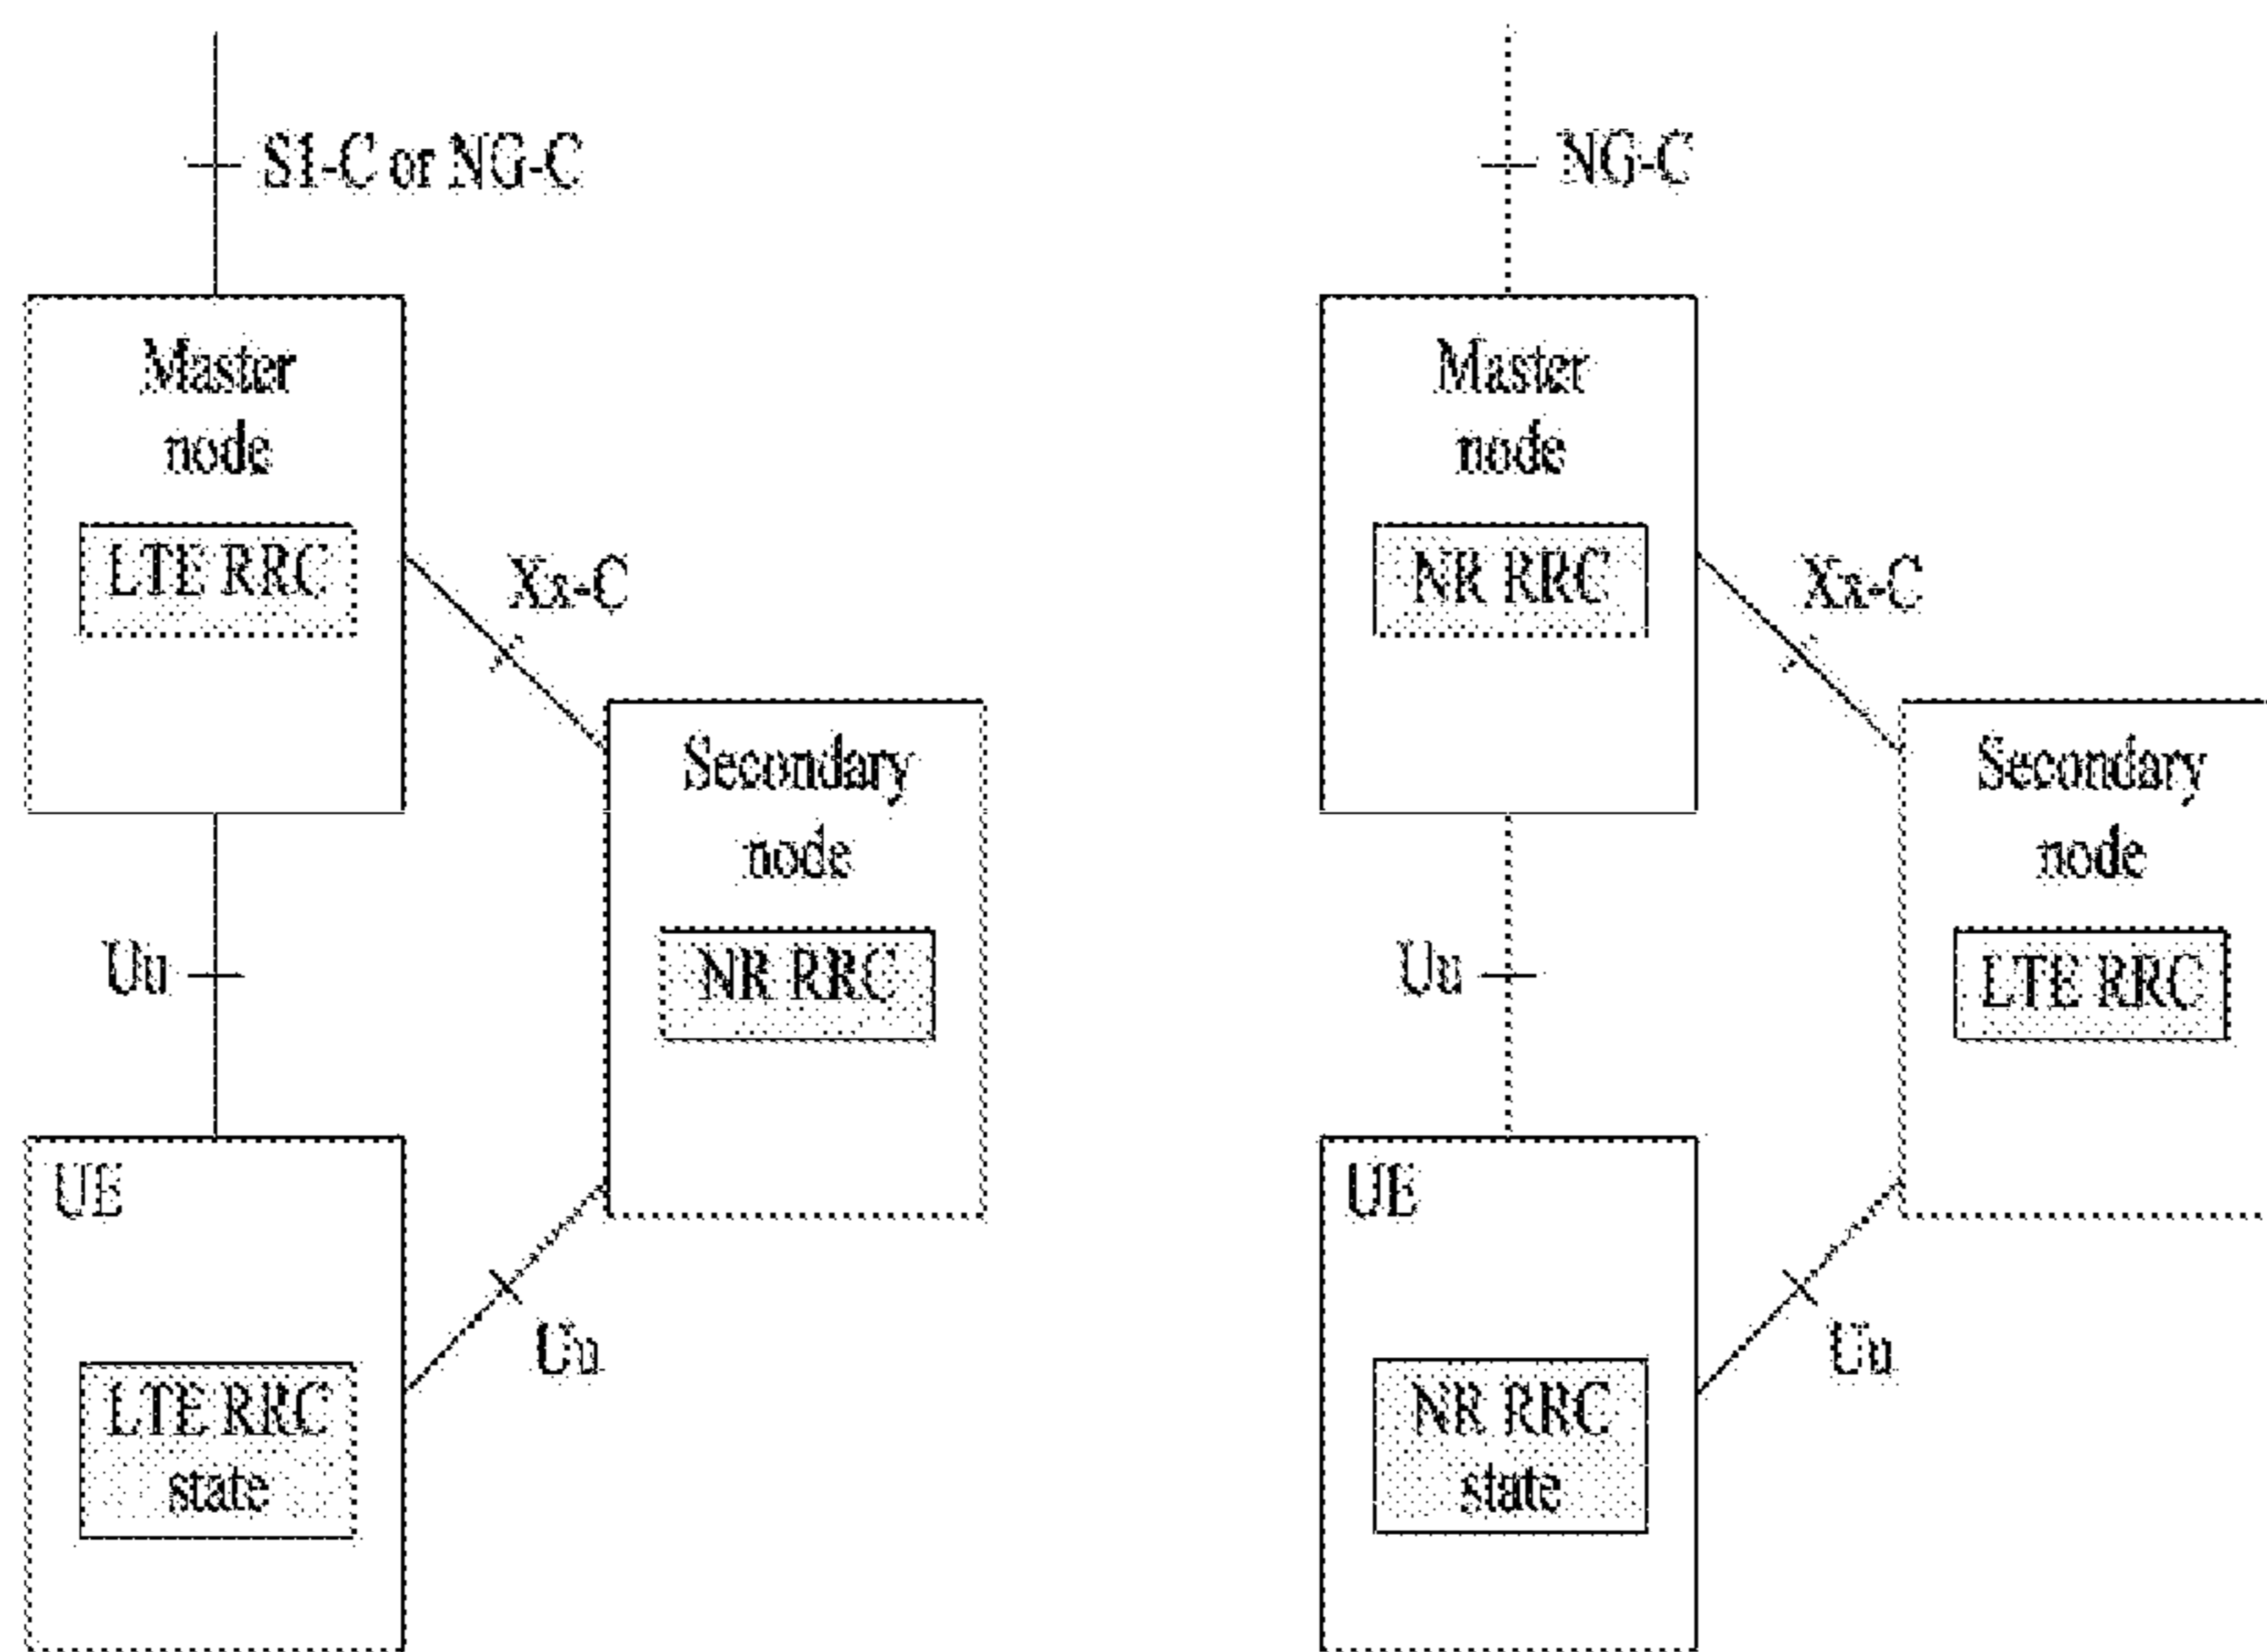 S1-C or NG-C
Master
node
LTE RRC
Xx-C
Secondary
node
NR RRC
Uu
UE
LTE RRC
state
Uu
NG-C
Master
node
NR RRC
Xx-C
Secondary
node
LTE RRC
Uu
UE
NR RRC
state
Uu